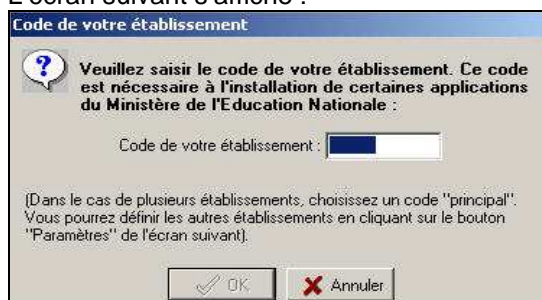 L'écran suivant s'affiche :
Code de votre établissement
Veuillez saisir le code de votre établissement. Ce code
est nécessaire à l'installation de certaines applications
du Ministère de l'Education Nationale :
Code de votre établissement :
(Dans le cas de plusieurs établissements, choisissez un code "principal".
Vous pourrez définir les autres établissements en cliquant sur le bouton
"Paramètres" de l'écran suivant).
OK
Annuler